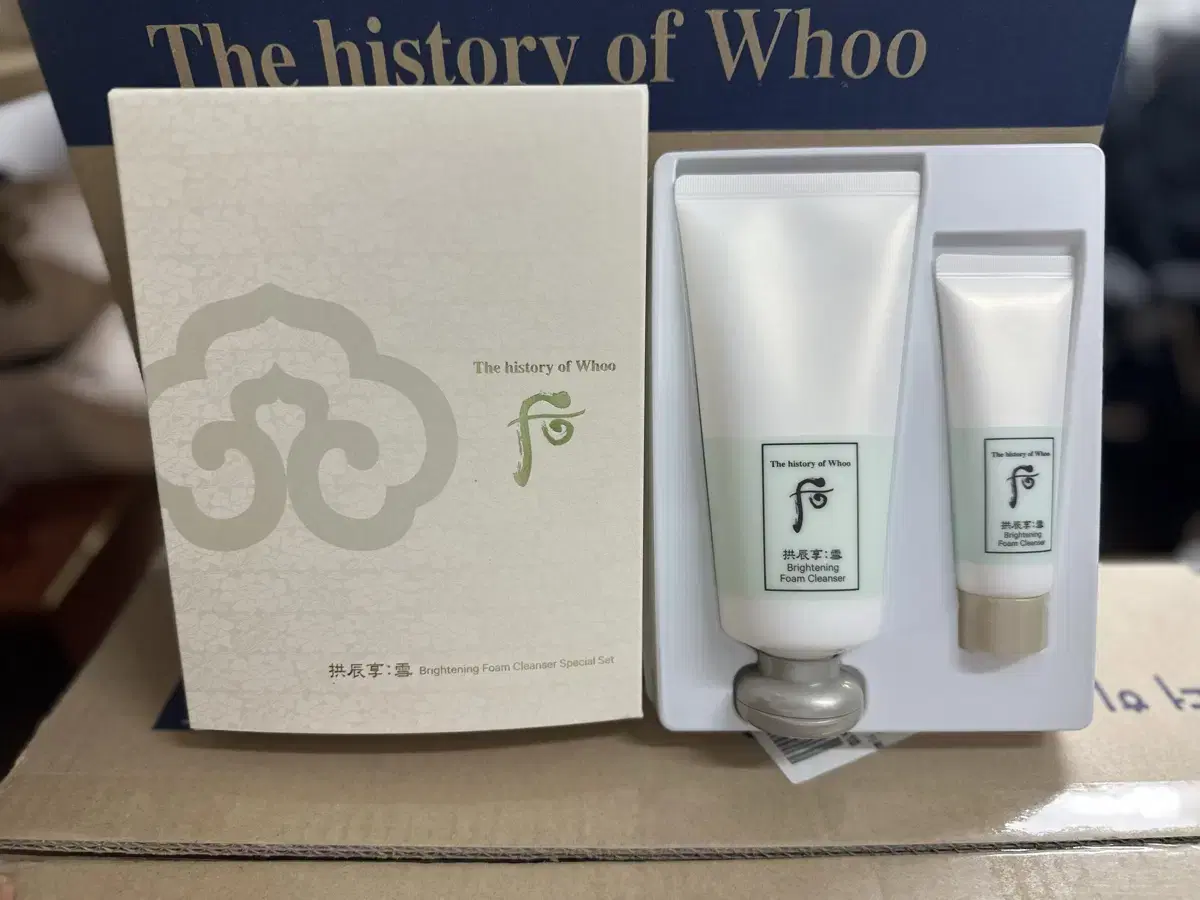 The history of Whoo
The history of Whoo
后
拱辰享:雪 Brightening Foam Cleanser Special Set
The history of Whoo
后
拱辰享:雪
Brightening
Foam Cleanser
The history of Whoo
后
拱辰享:雪
Brightening
Foam Cleanser